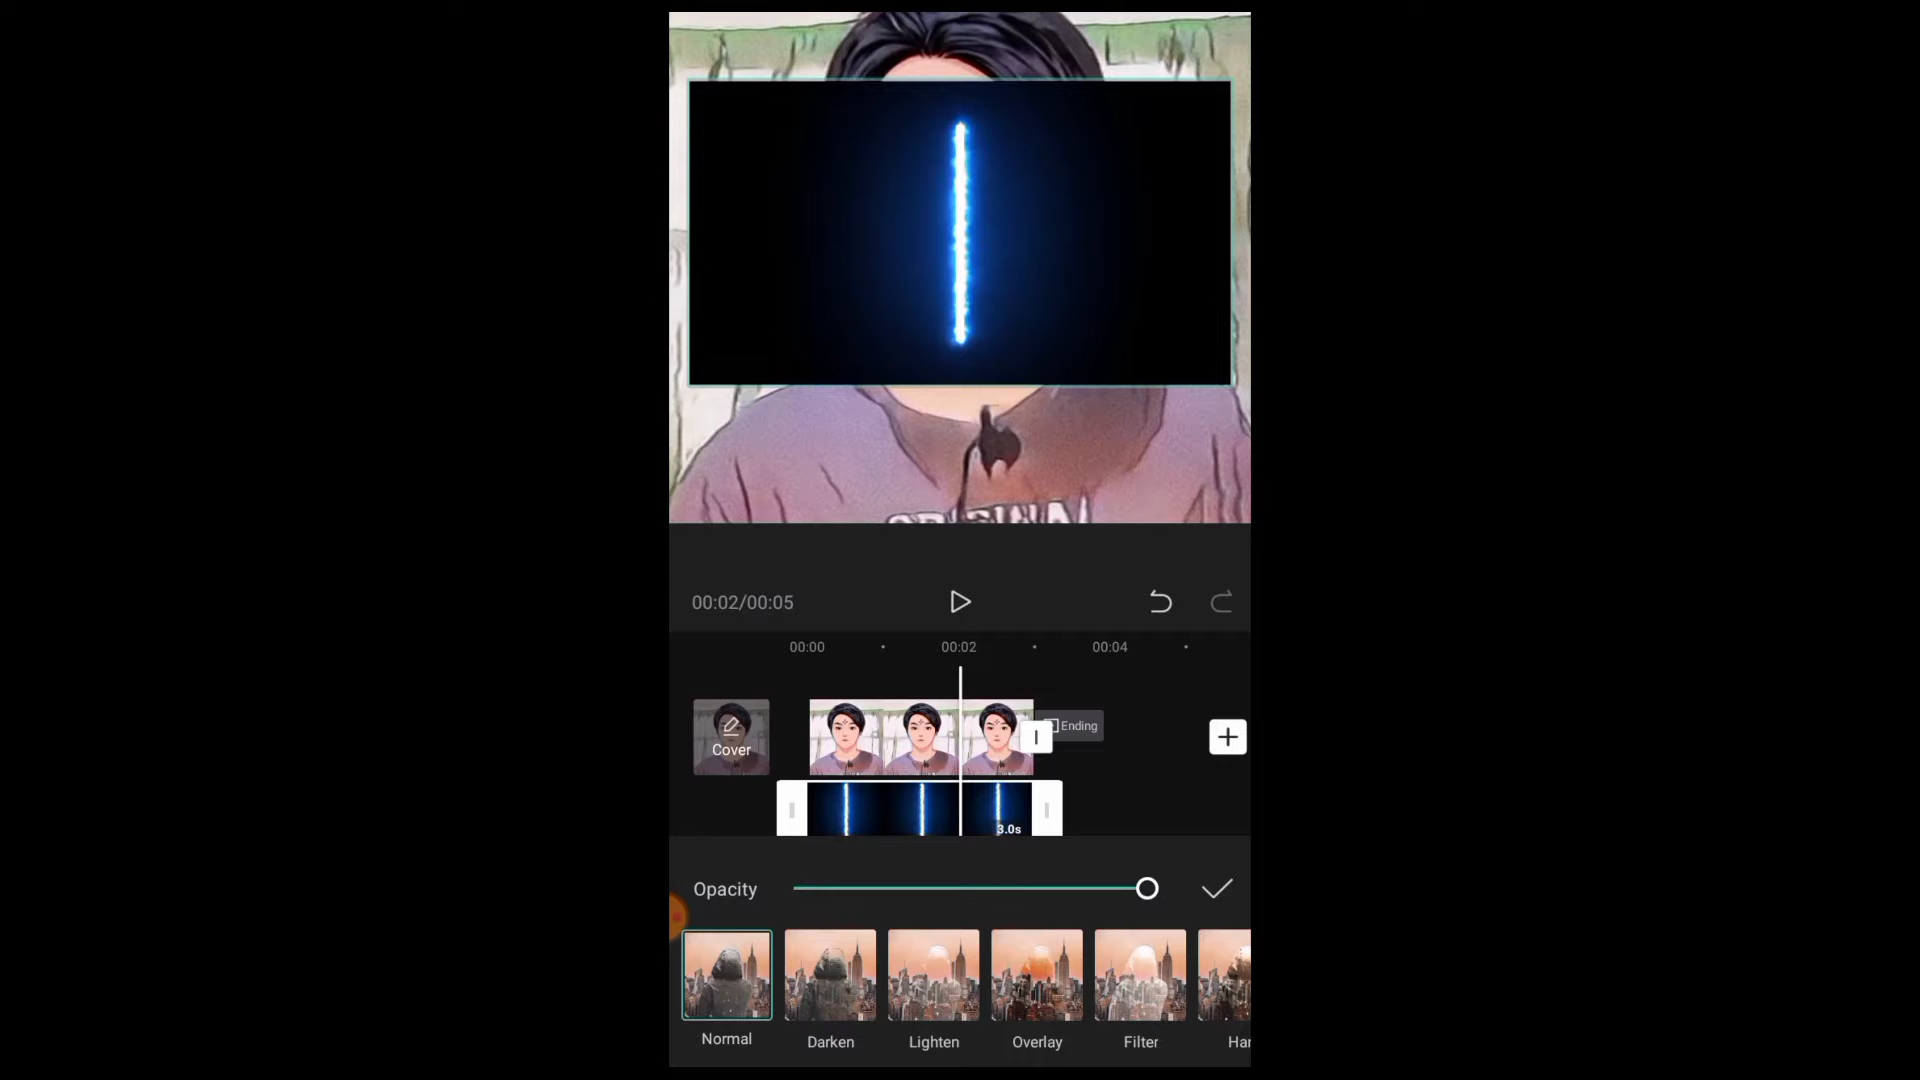 00:02/00:05
00:00 00:02 00:04
Cover
Ending
3.0s
Opacity
Normal Darken Lighten Overlay Filter Har